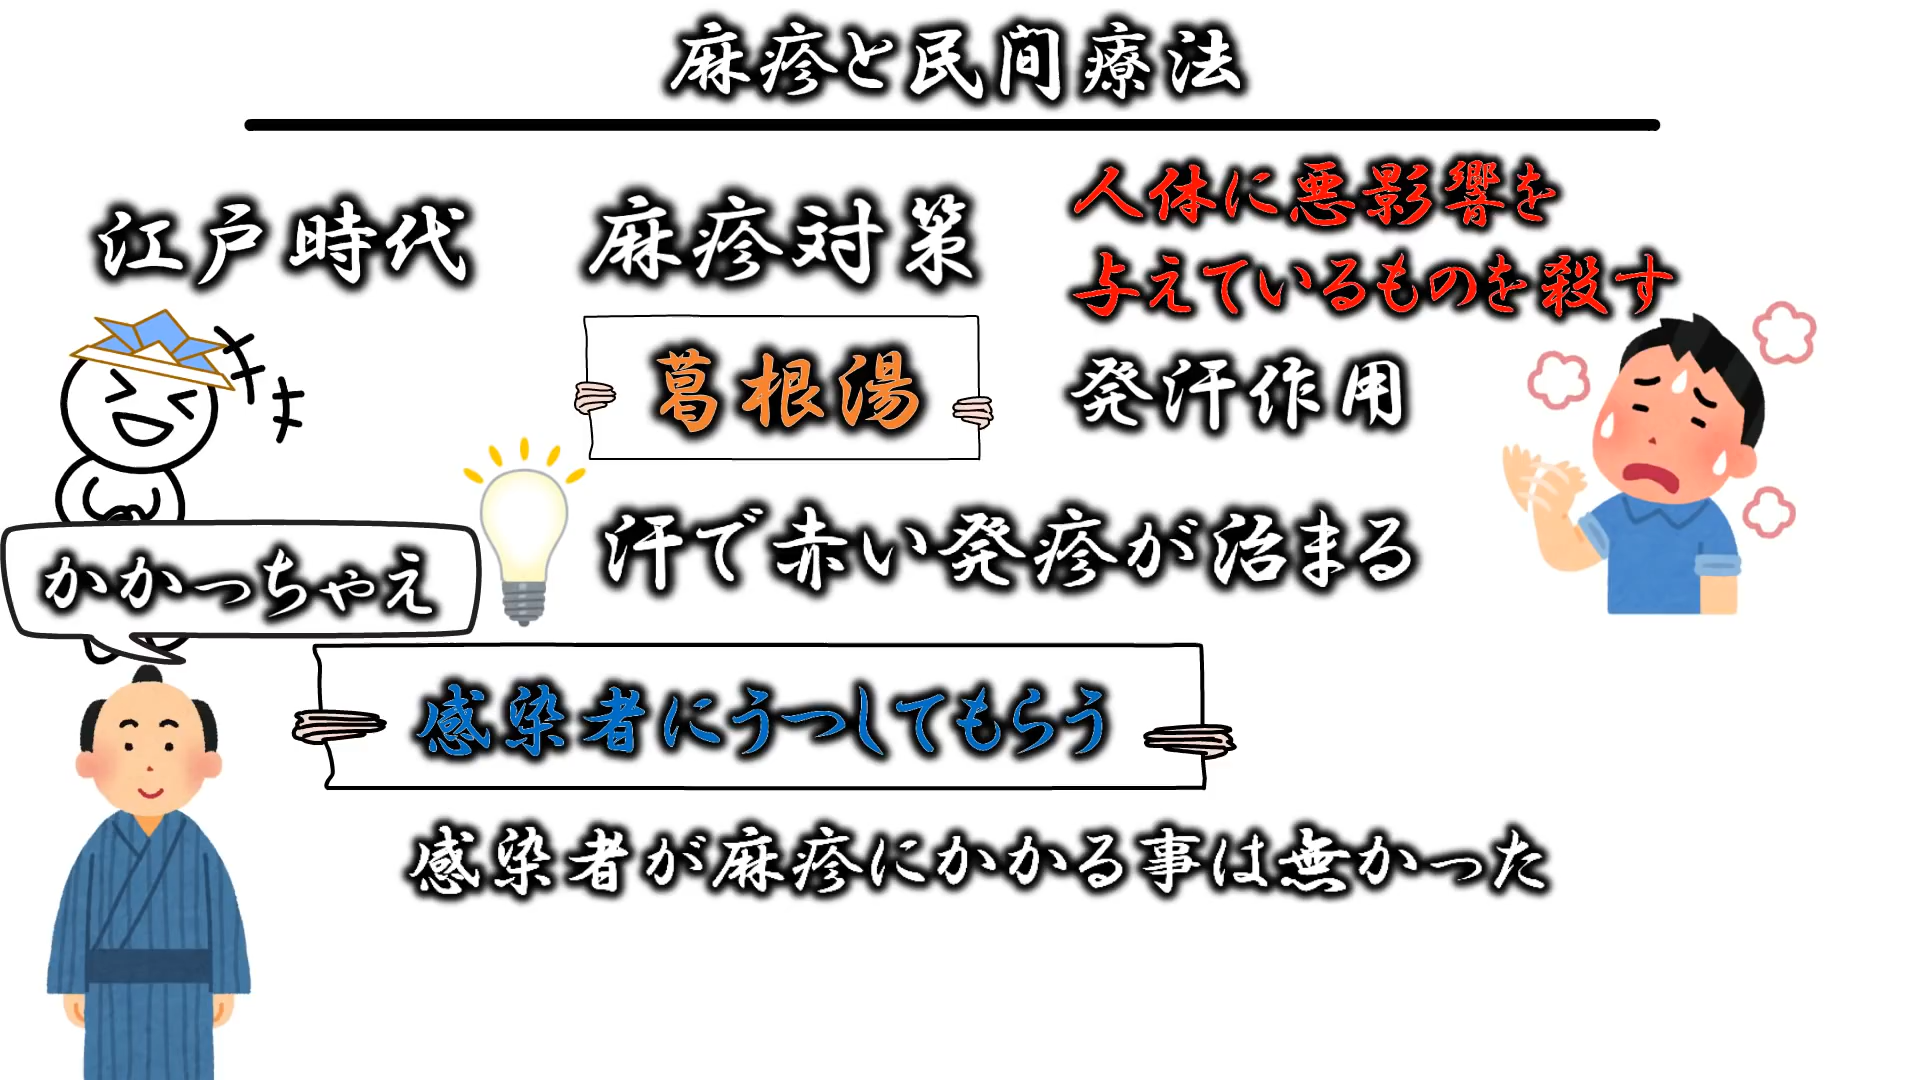 麻疹と民間療法
江戸時代
麻疹対策
人体に悪影響を
与えているものを殺す
葛根湯
発汗作用
汗で赤い発疹が治まる
かかっちゃえ
感染者にうつしてもらう
感染者が麻疹にかかる事は無かった